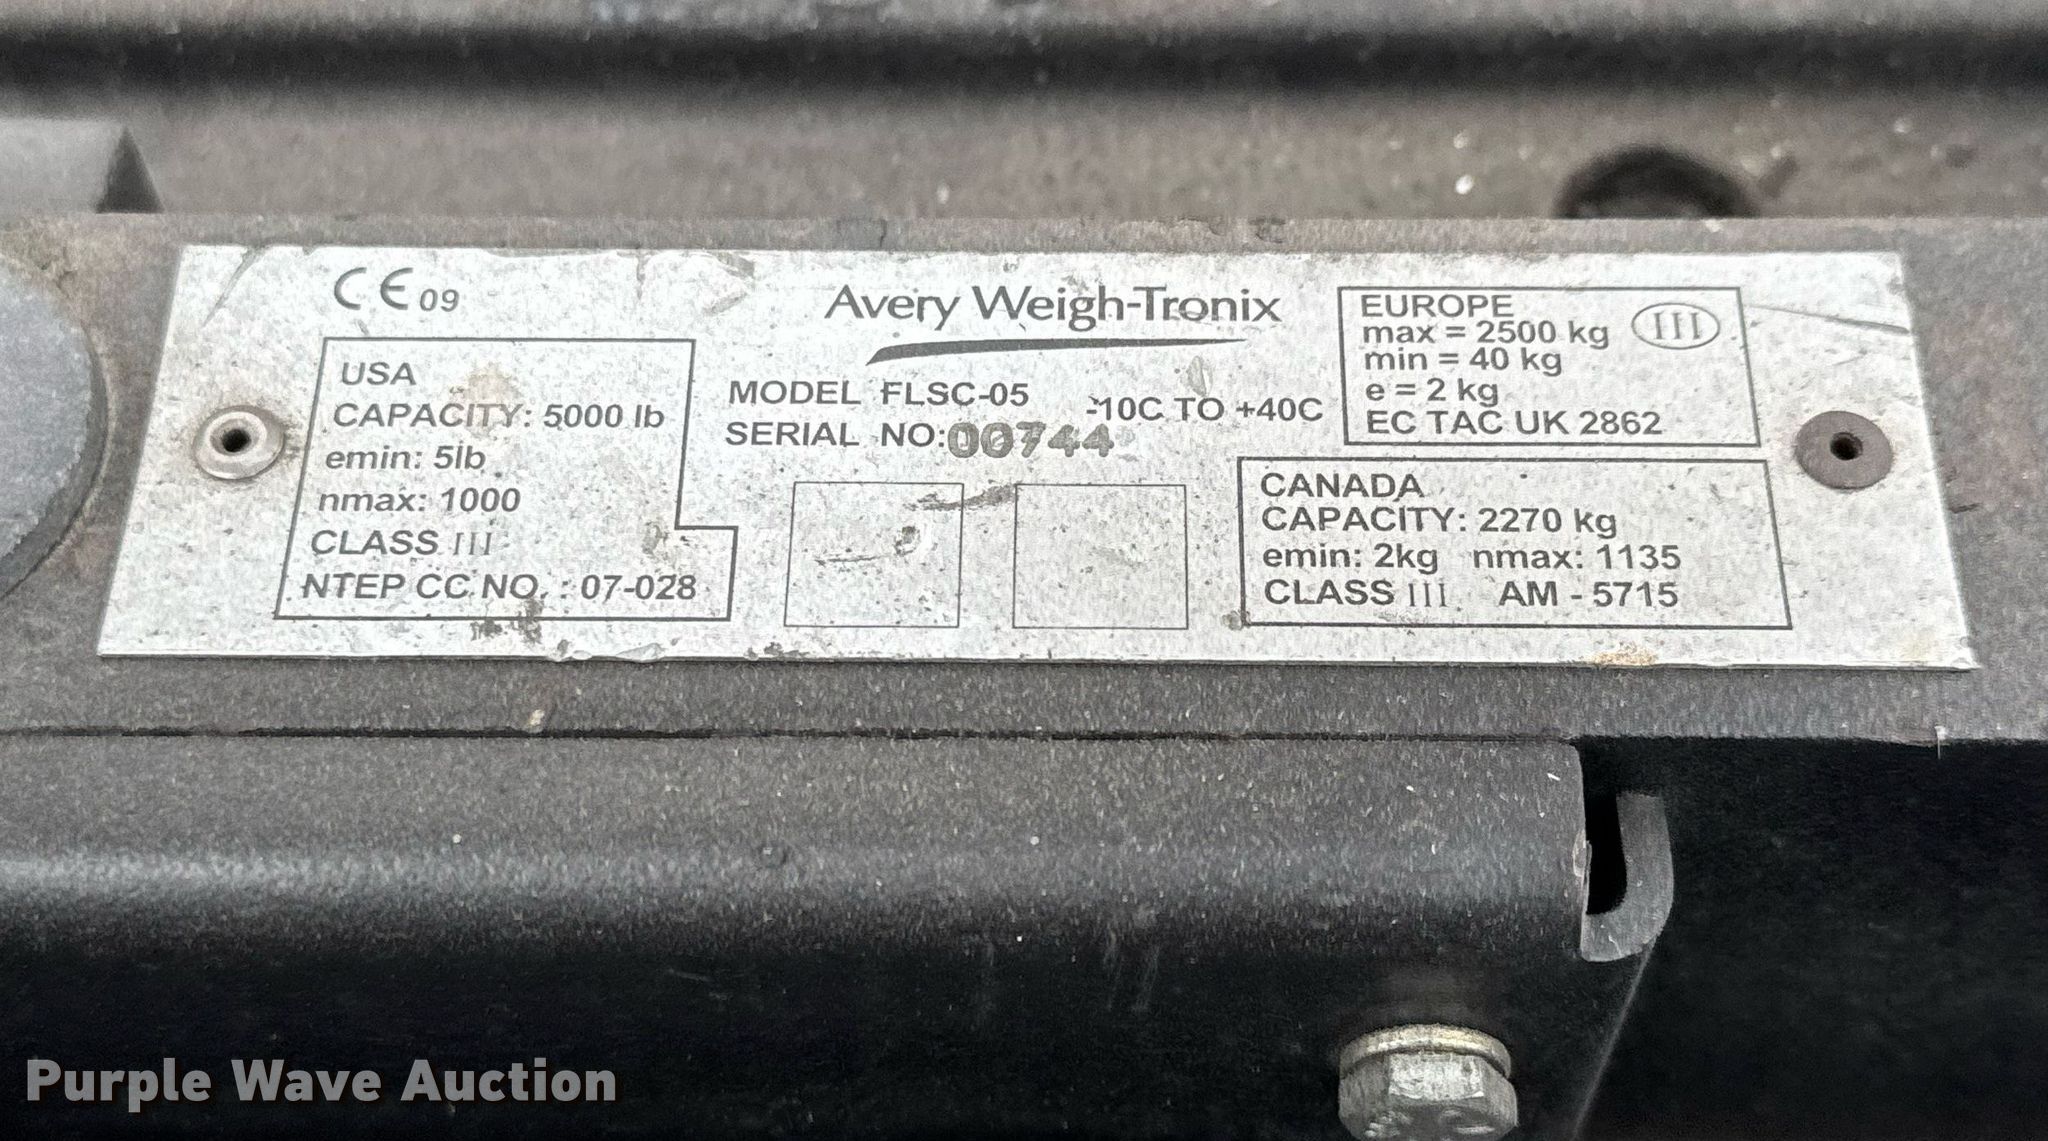 CE 09
USA
CAPACITY: 5000 lb
emin: 5lb
nmax: 1000
CLASS III
NTEP CC NO. : 07-028
Avery Weigh-Tronix
MODEL FLSC-05
-10C TO +40C
SERIAL NO: 00744
EUROPE
max = 2500 kg
min = 40 kg
e = 2 kg
EC TAC UK 2862
III
CANADA
CAPACITY: 2270 kg
emin: 2kg nmax: 1135
CLASS III AM - 5715
Purple Wave Auction